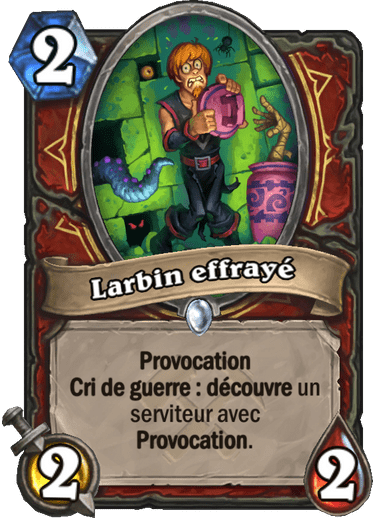 2
Larbin effrayé
Provocation
Cri de guerre : découvre un
serviteur avec
Provocation.
2
2